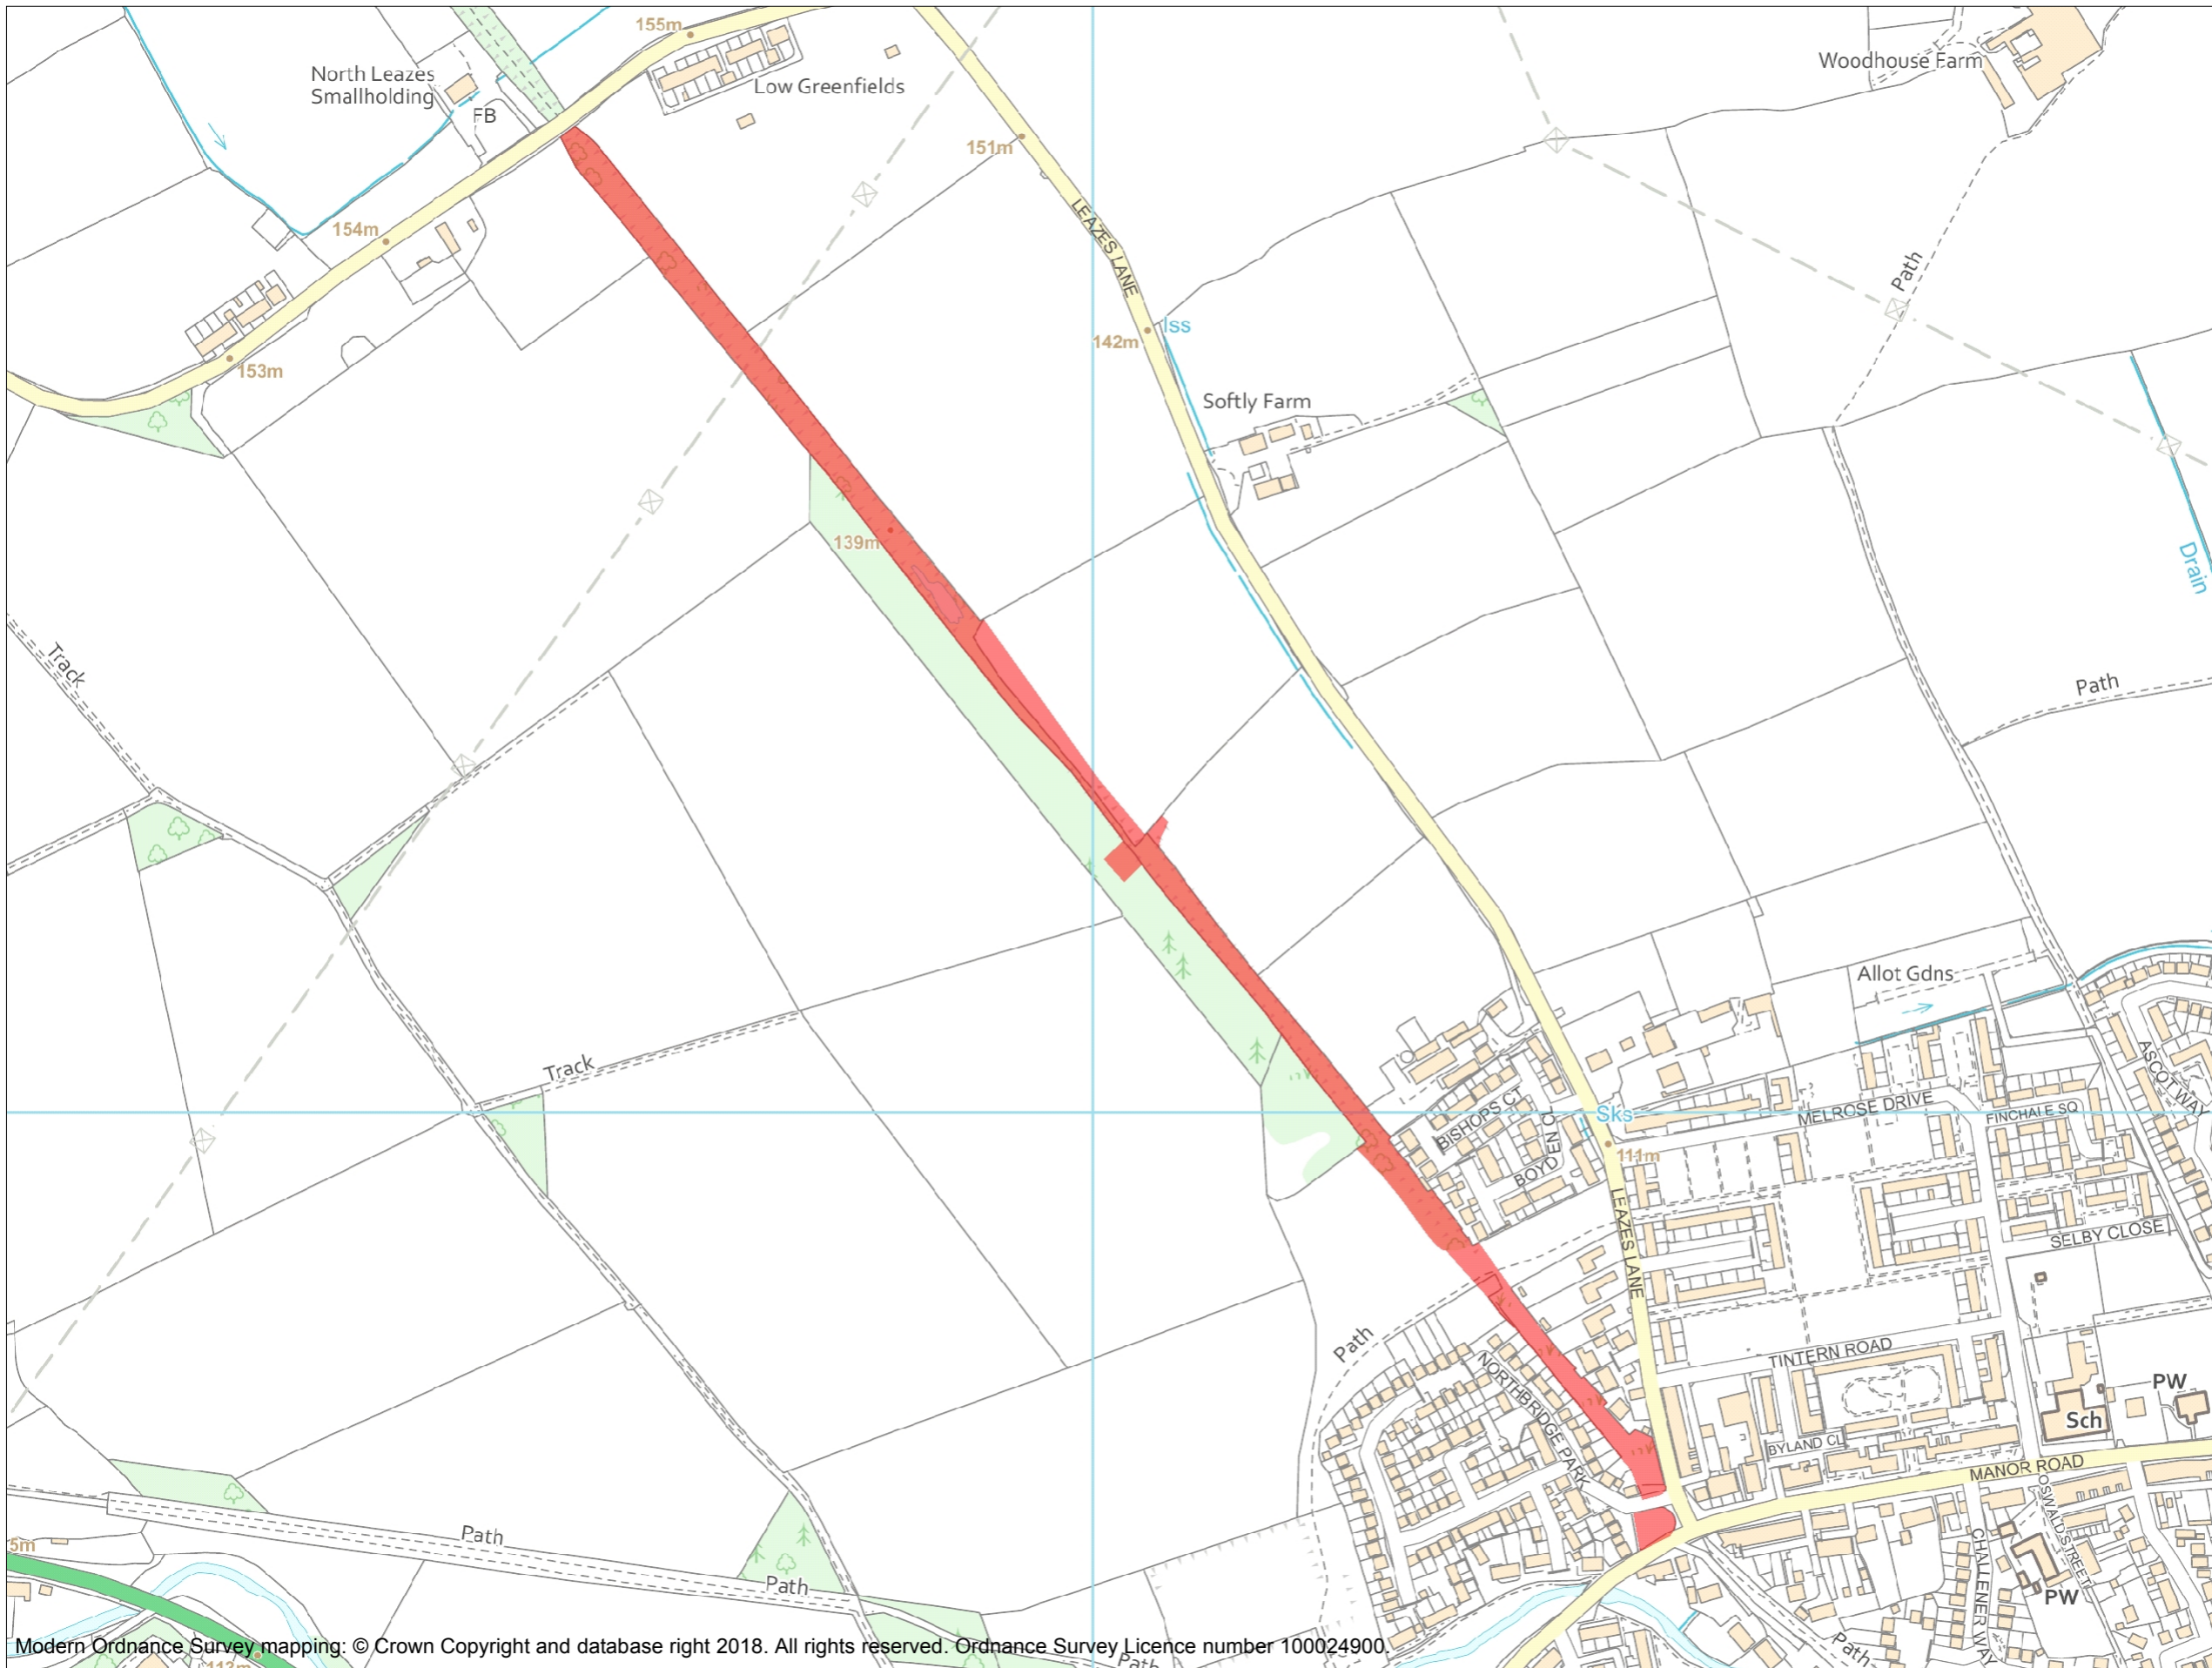 155m
North Leazes
Smallholding
FB
Low Greenfields
Woodhouse Farm
151m
154m
LEAZES LANE
Path
153m
142m
Iss
Softly Farm
139m
Drain
Track
Path
Allot Gdns
Track
ASCOT WAY
BISHOPS CT
Sks
MELROSE DRIVE
FINCHALE SQ
111m
BOYDEN CL
LEAZES LANE
SELBY CLOSE
Path
NORTHBRIDGE PARK
TINTERN ROAD
PW
Sch
BYLAND CL
MANOR ROAD
OSWALD STREET
CHALENER WAY
PW
Path
5m
Path
Path
Path
113m
Modern Ordnance Survey mapping: © Crown Copyright and database right 2018. All rights reserved. Ordnance Survey Licence number 100024900.